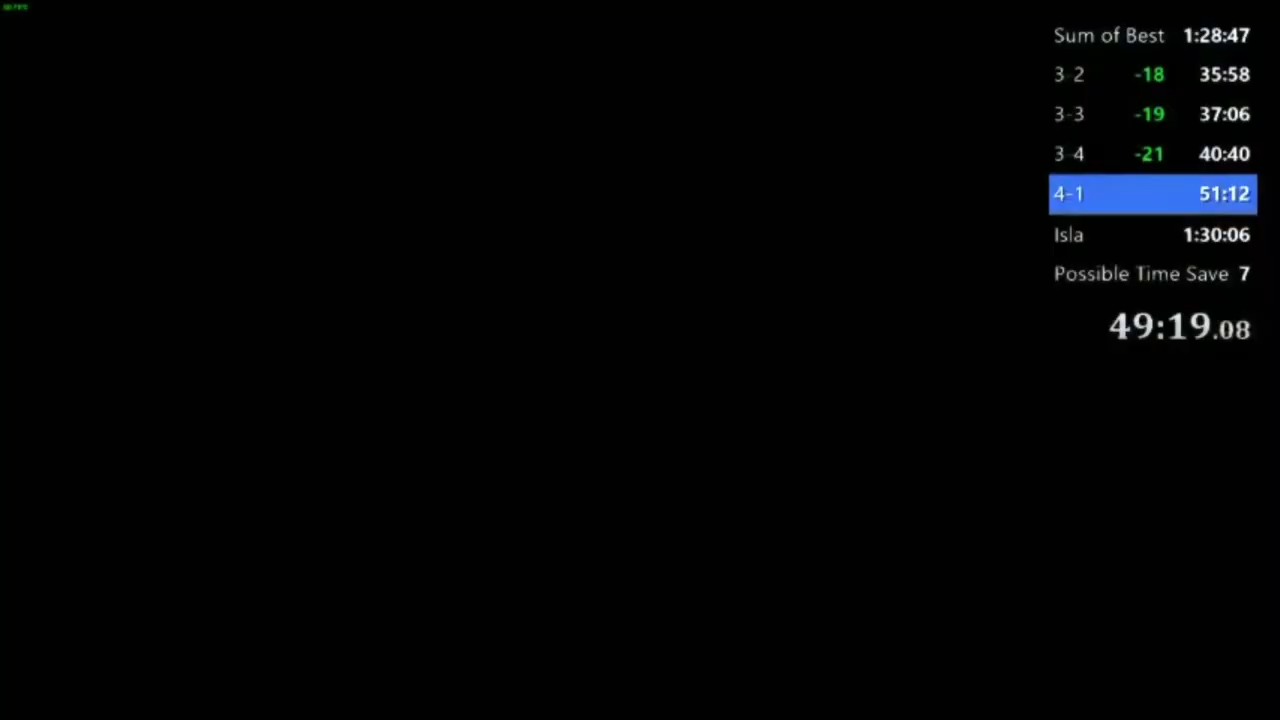 Sum of Best 1:28:47
3-2 -18 35:58
3-3 -19 37:06
3-4 -21 40:40
4-1 51:12
Isla 1:30:06
Possible Time Save 7
49:19.08